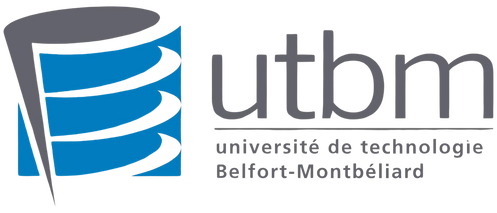 utbm
université de technologie
Belfort-Montbéliard